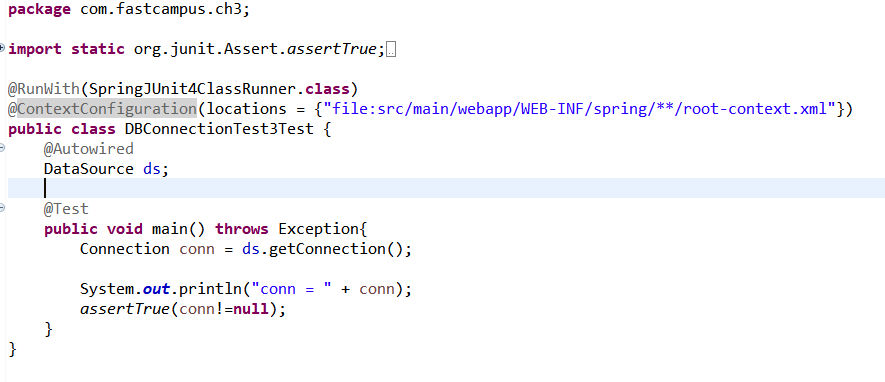 package com.fastcampus.ch3;
import static org.junit.Assert.assertTrue;
@RunWith(SpringJUnit4ClassRunner.class)
@ContextConfiguration(locations = {"file:src/main/webapp/WEB-INF/spring/**/root-context.xml"})
public class DBConnectionTest3Test {
@Autowired
DataSource ds;
@Test
public void main() throws Exception{
Connection conn = ds.getConnection();
System.out.println("conn = " + conn);
assertTrue(conn!=null);
}
}